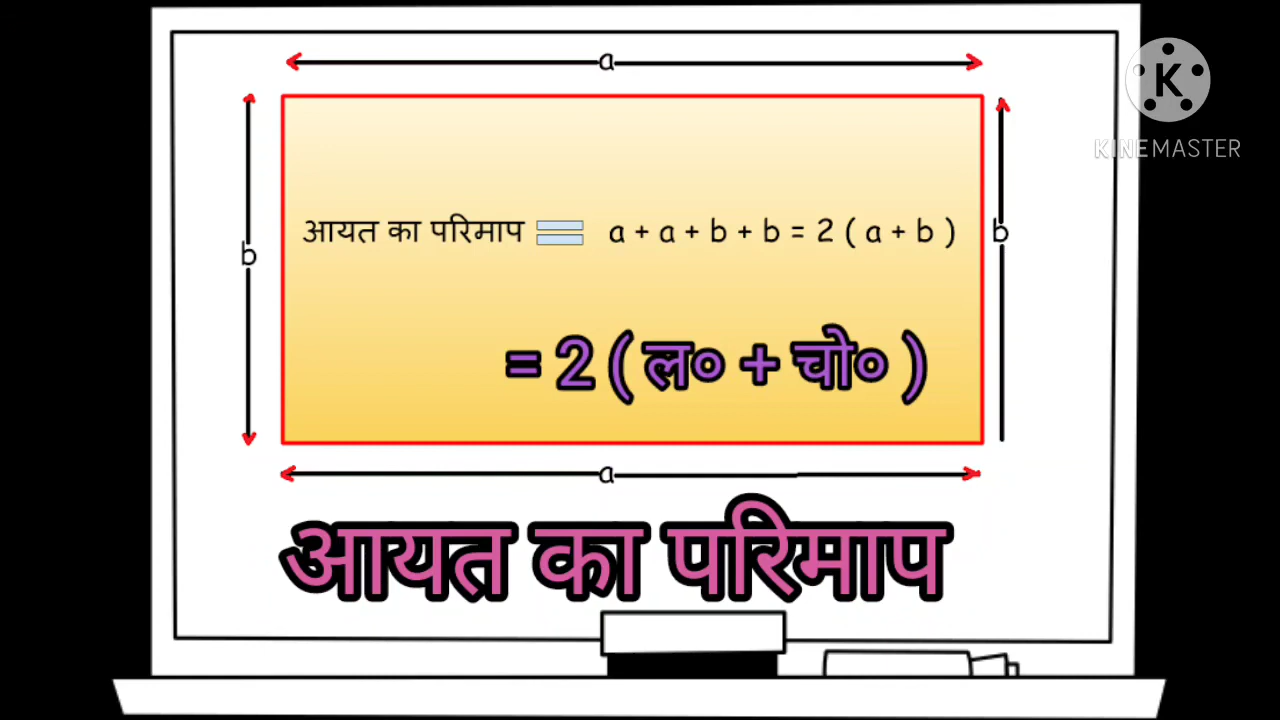 a
K
KINEMASTER
b
आयत का परिमाप = a + a + b + b = 2 ( a + b )
b
= 2 ( ल० + चो० )
a
आयत का परिमाप